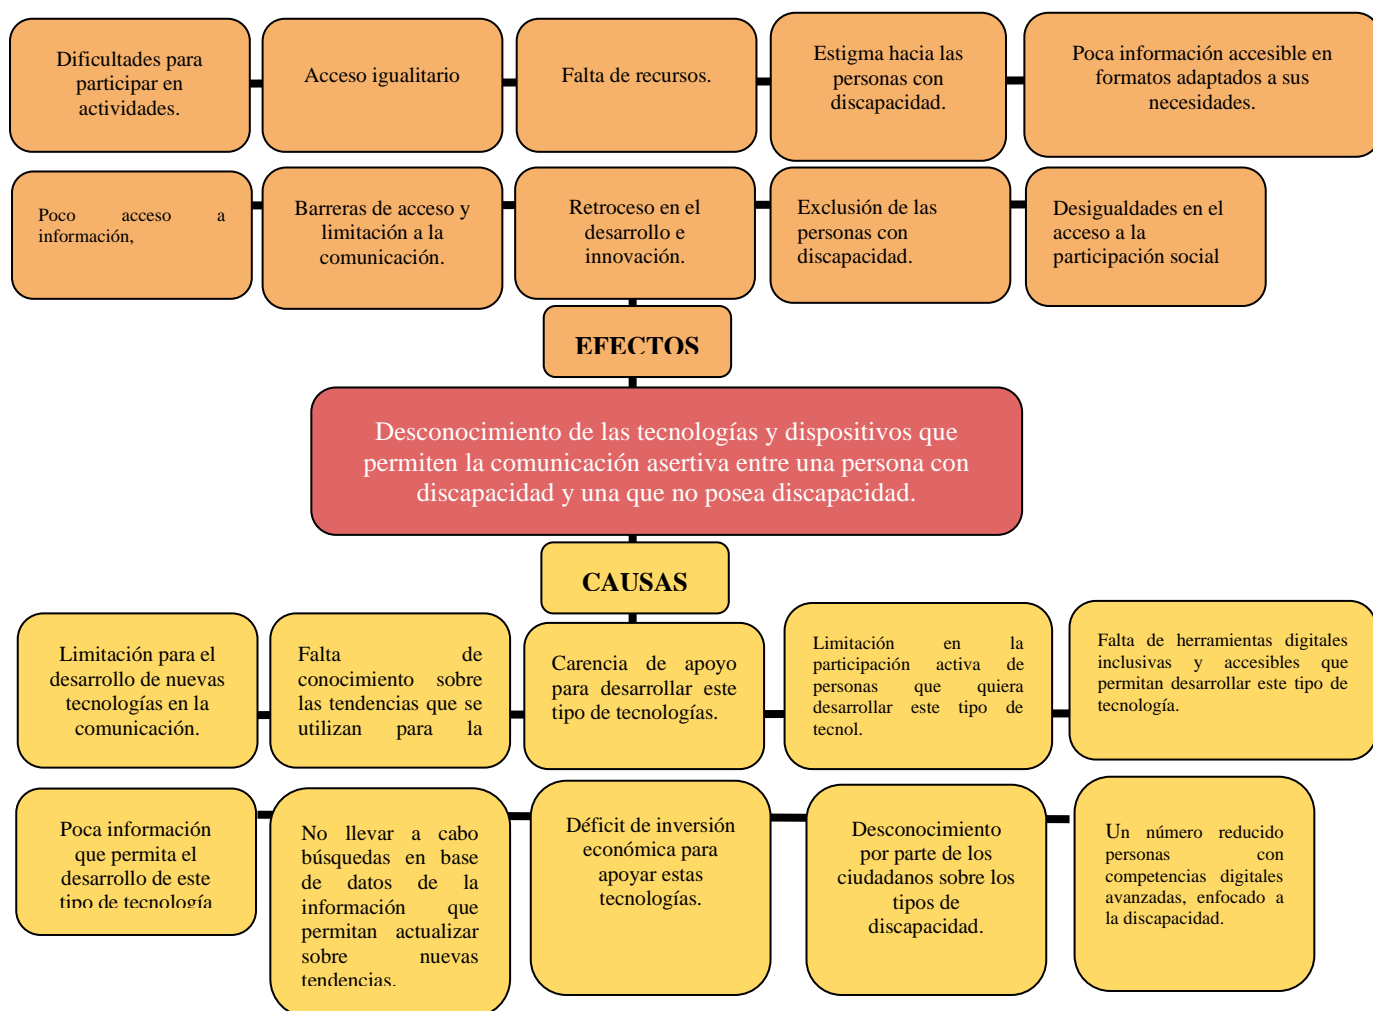 Dificultades para
participar en
actividades.
Acceso igualitario
Falta de recursos.
Estigma hacia las
personas con
discapacidad.
Poca información accesible en
formatos adaptados a sus
necesidades.
Poco acceso a
información,
Barreras de acceso y
limitación a la
comunicación.
Retroceso en el
desarrollo e
innovación.
Exclusión de las
personas con
discapacidad.
Desigualdades en el
acceso a la
participación social
EFECTOS
Desconocimiento de las tecnologías y dispositivos que
permiten la comunicación asertiva entre una persona con
discapacidad y una que no posea discapacidad.
CAUSAS
Limitación para el
desarrollo de nuevas
tecnologías en la
comunicación.
Falta de
conocimiento sobre
las tendencias que se
utilizan para la
Carencia de apoyo
para desarrollar este
tipo de tecnologías.
Limitación en la
participación activa de
personas que quiera
desarrollar este tipo de
tecnol.
Falta de herramientas digitales
inclusivas y accesibles que
permitan desarrollar este tipo de
tecnología.
Poca información
que permita el
desarrollo de este
tipo de tecnología
No llevar a cabo
búsquedas en base
de datos de la
información que
permitan actualizar
sobre nuevas
tendencias.
Déficit de inversión
económica para
apoyar estas
tecnologías.
Desconocimiento
por parte de los
ciudadanos sobre los
tipos de
discapacidad.
Un número reducido
personas con
competencias digitales
avanzadas, enfocado a
la discapacidad.